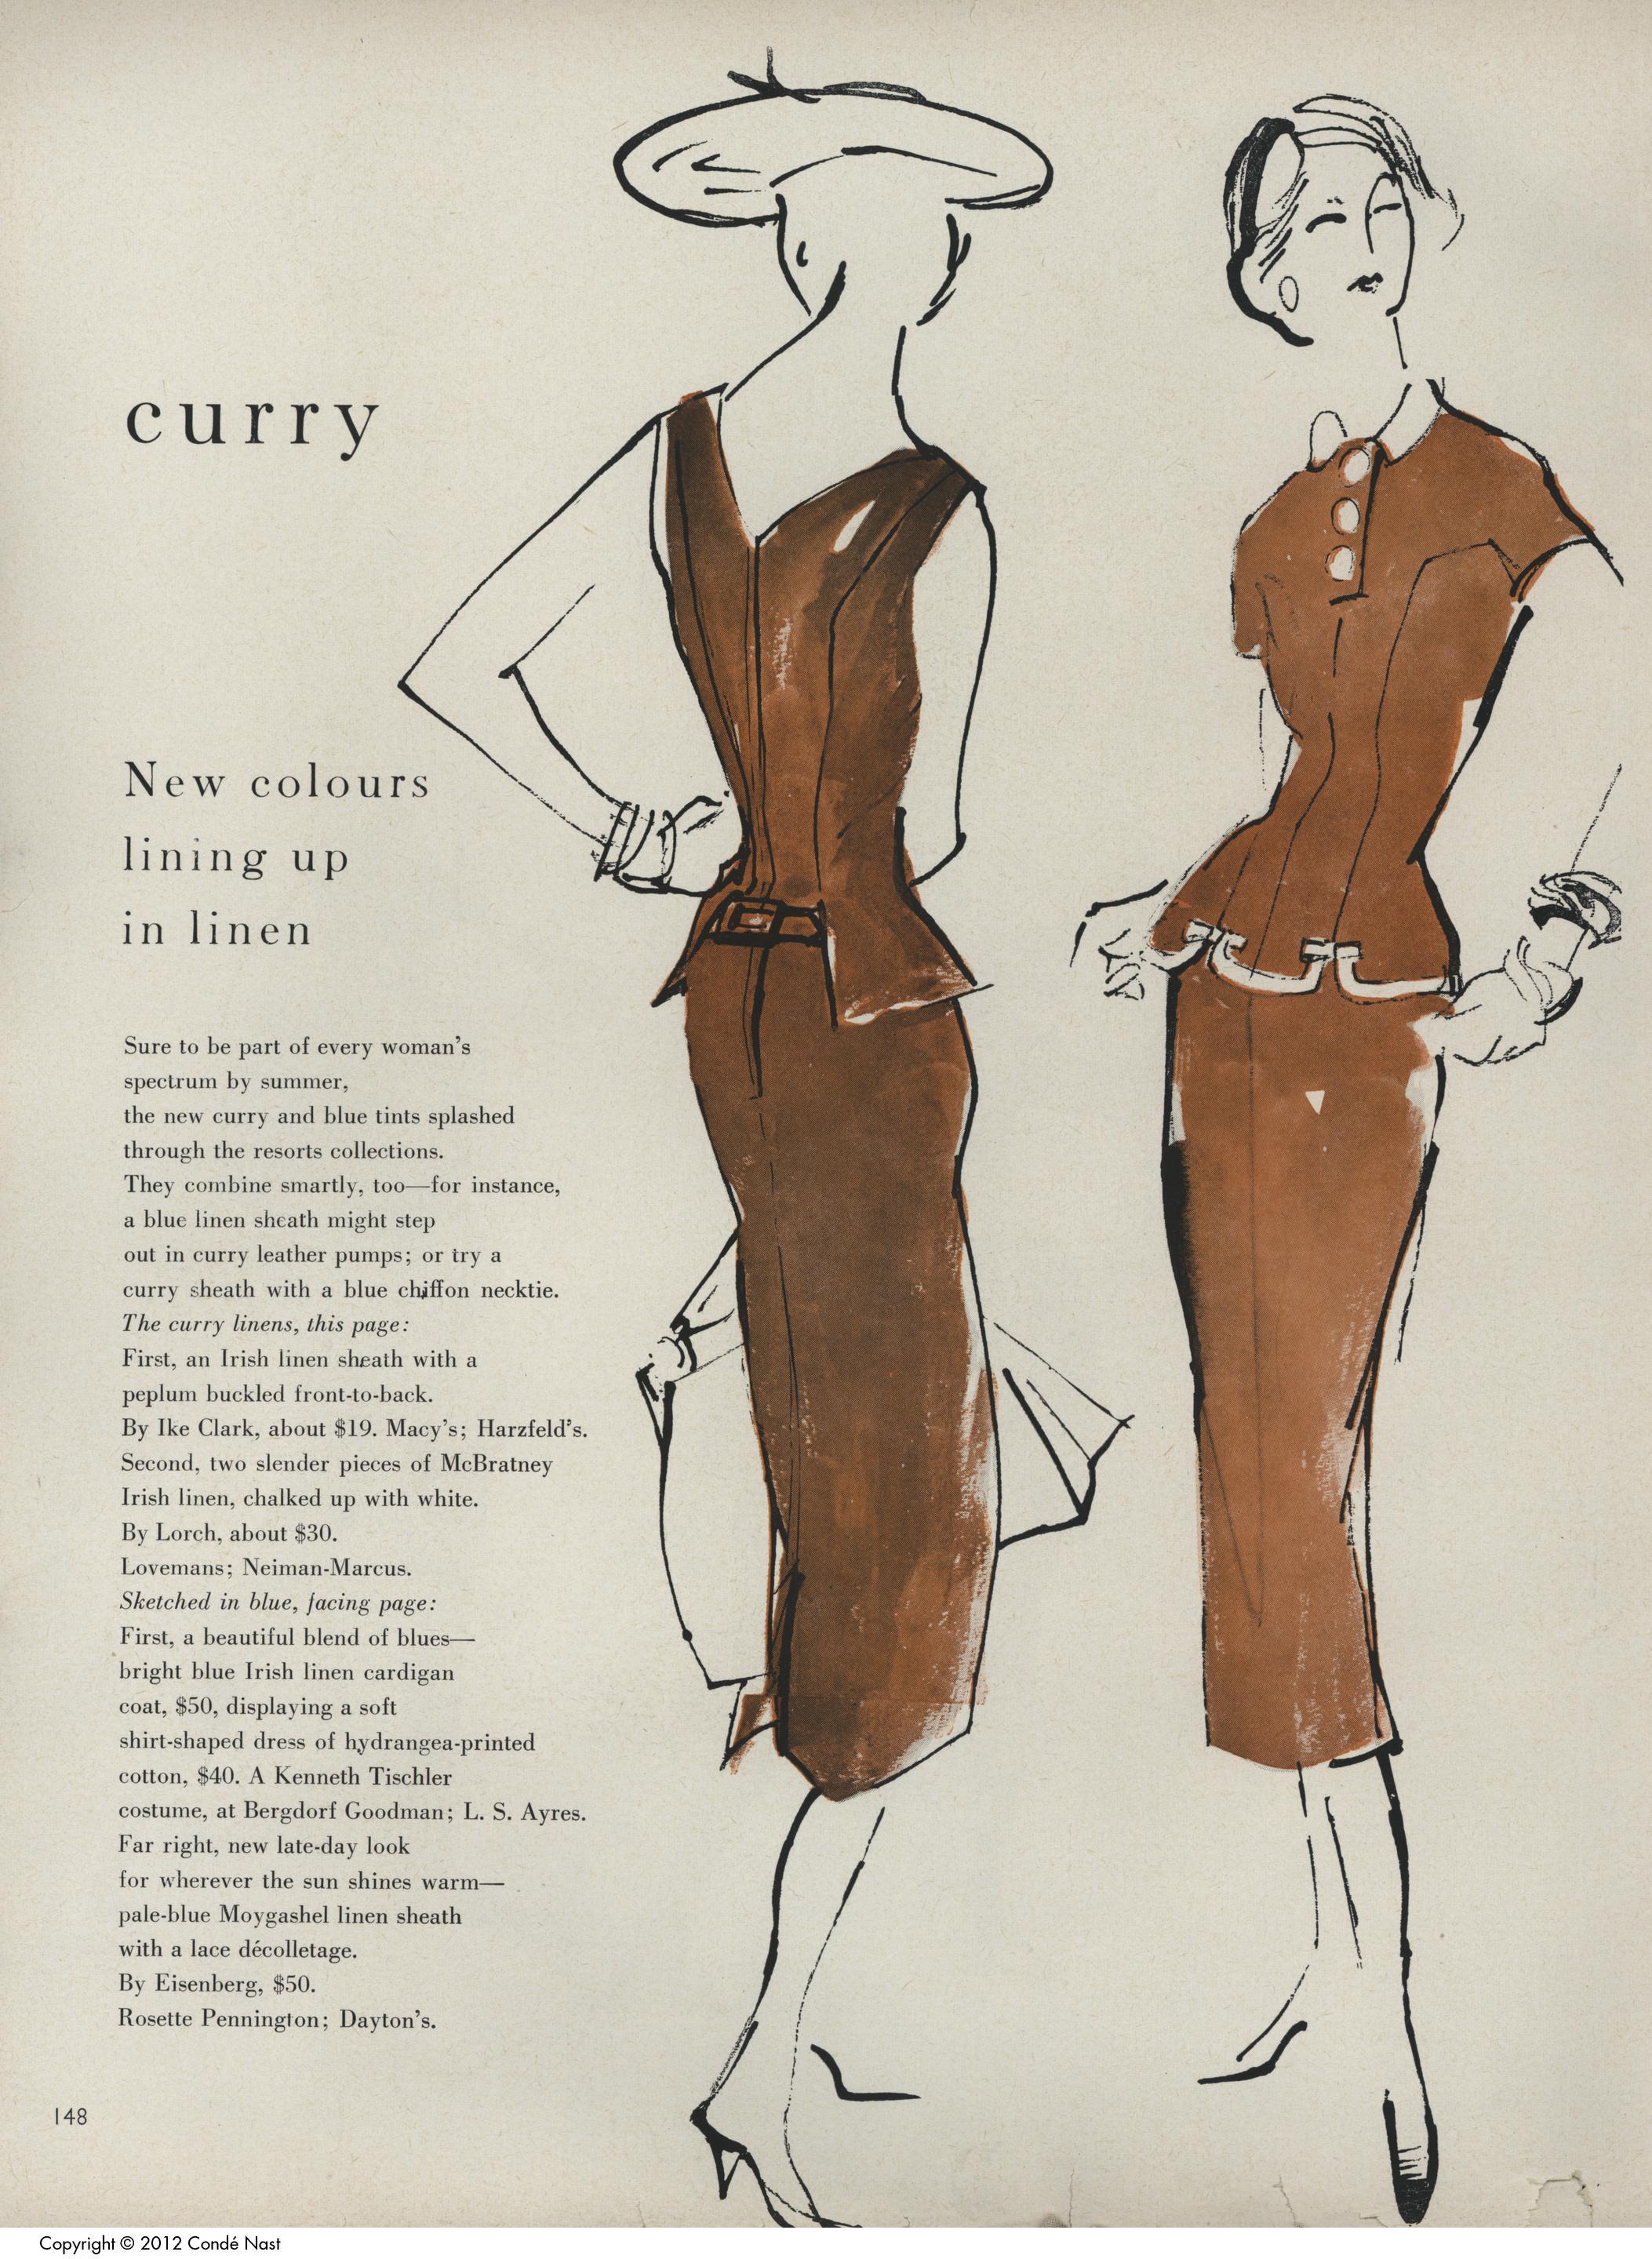 curry
New colours
lining up
in linen
Sure to be part of every woman's
spectrum by summer,
the new curry and blue tints splashed
through the resorts collections.
They combine smartly, too—for instance,
a blue linen sheath might step
out in curry leather pumps; or try a
curry sheath with a blue chiffon necktie.
The curry linens, this page:
First, an Irish linen sheath with a
peplum buckled front-to-back.
By Ike Clark, about $19. Macy's; Harzfeld's.
Second, two slender pieces of McBratney
Irish linen, chalked up with white.
By Lorch, about $30.
Lovemans; Neiman-Marcus.
Sketched in blue, facing page:
First, a beautiful blend of blues—
bright blue Irish linen cardigan
coat, $50, displaying a soft
shirt-shaped dress of hydrangea-printed
cotton, $40. A Kenneth Tischler
costume, at Bergdorf Goodman; L. S. Ayres.
Far right, new late-day look
for wherever the sun shines warm—
pale-blue Moygashel linen sheath
with a lace décolletage.
By Eisenberg, $50.
Rosette Pennington; Dayton's.
148
Copyright © 2012 Condé Nast